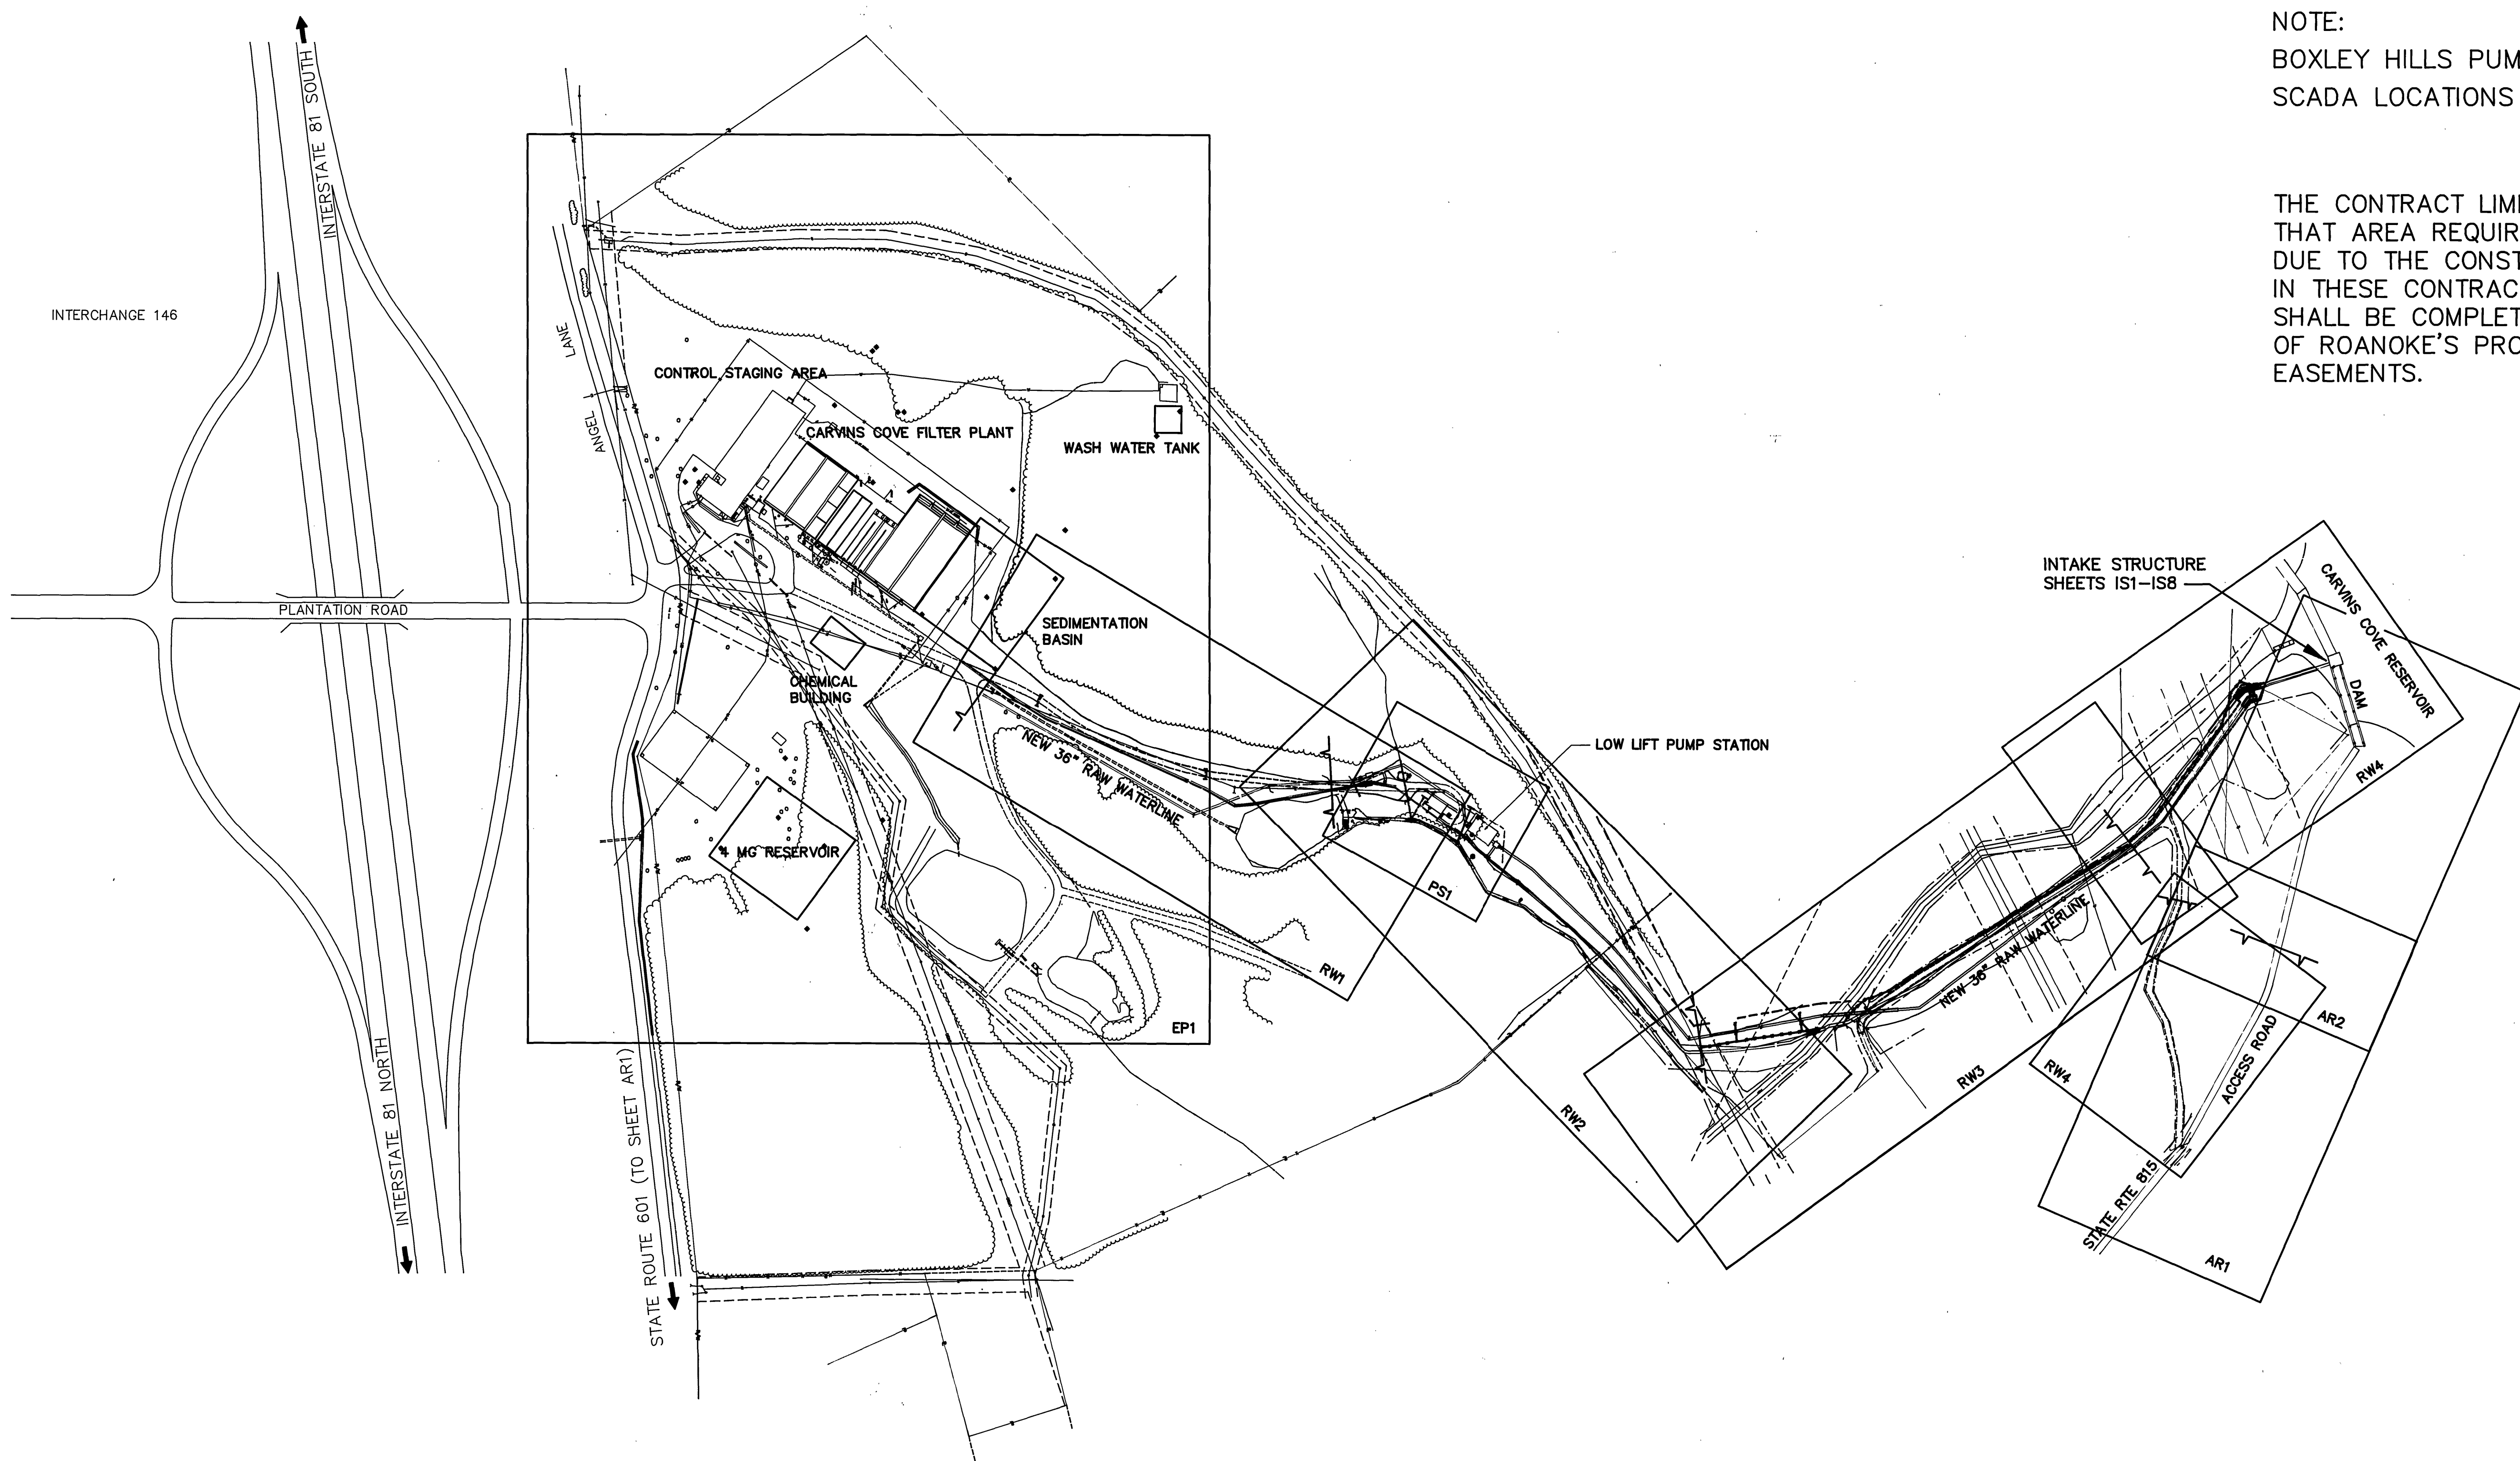 NOTE:
BOXLEY HILLS PUM
SCADA LOCATIONS
THE CONTRACT LIMI
THAT AREA REQUIR
DUE TO THE CONST
IN THESE CONTRAC
SHALL BE COMPLET
OF ROANOKE'S PRO
EASEMENTS.
INTERSTATE 81 SOUTH
INTERCHANGE 146
ANGEL LANE
CONTROL STAGING AREA
CARVINS COVE FILTER PLANT
WASH WATER TANK
PLANTATION ROAD
SEDIMENTATION
BASIN
CHEMICAL
BUILDING
NEW 36" RAW WATERLINE
4 MG RESERVOIR
LOW LIFT PUMP STATION
PS1
RW1
EP1
INTERSTATE 81 NORTH
STATE ROUTE 601 (TO SHEET AR1)
INTAKE STRUCTURE
SHEETS IS1-IS8
CARVINS COVE RESERVOIR
DAM
RW4
NEW 36" RAW WATERLINE
RW2
RW3
RW4
ACCESS ROAD
AR2
STATE RTE 815
AR1